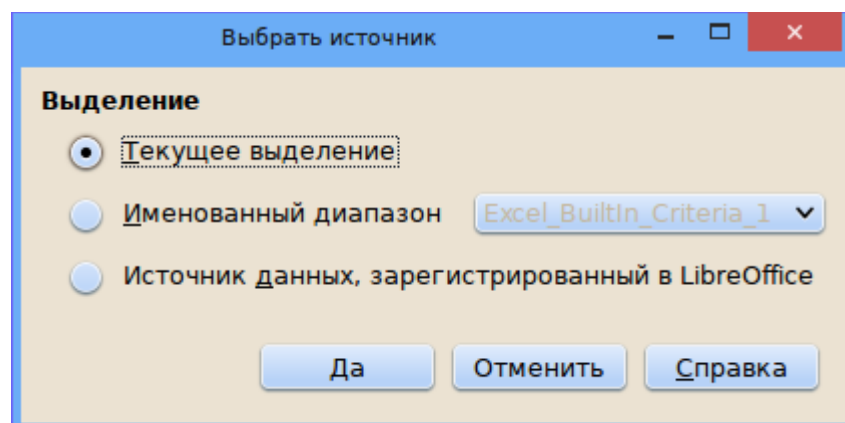 Выбрать источник
Выделение
Текущее выделение
Именованный диапазон Excel_BuiltIn_Criteria_1
Источник данных, зарегистрированный в LibreOffice
Да Отменить Справка